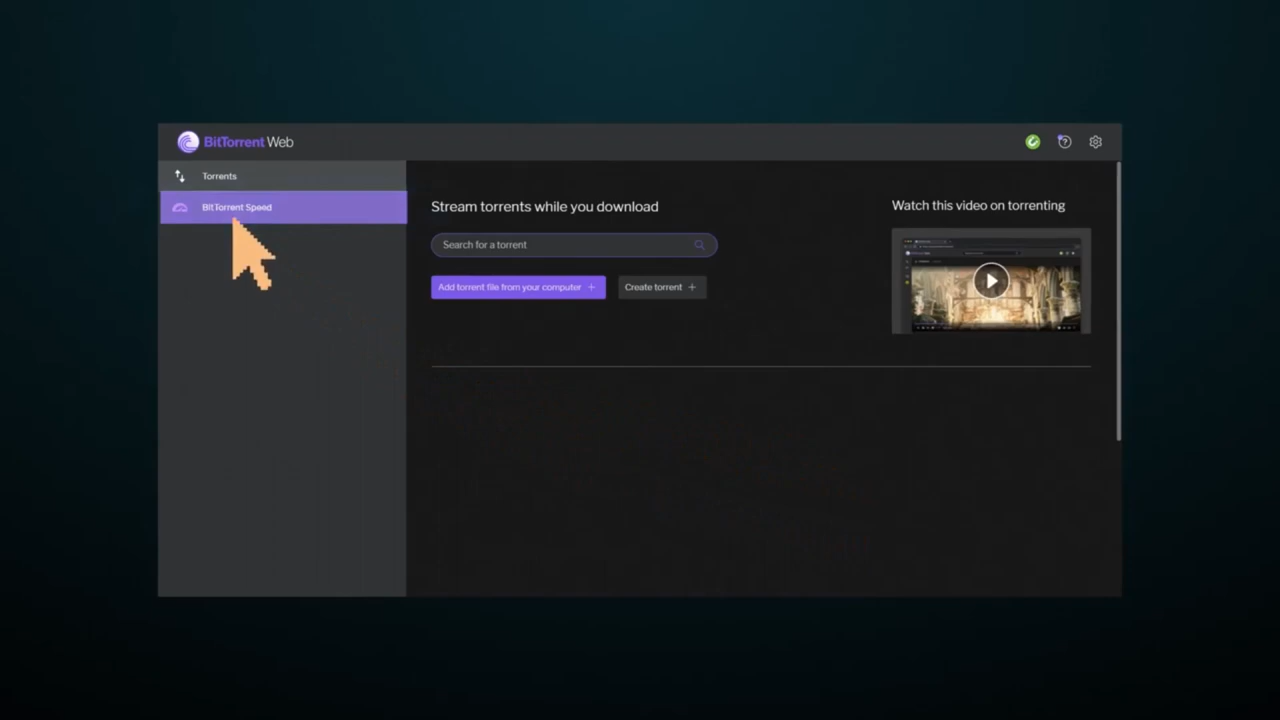 BitTorrent Web
Torrents
BitTorrent Speed
Stream torrents while you download
Search for a torrent
Add torrent file from your computer +
Create torrent +
Watch this video on torrenting